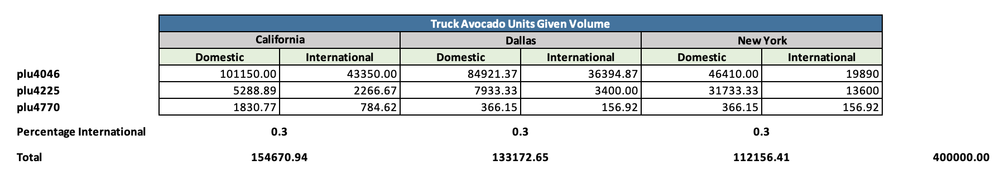 Truck Avocado Units Given Volume
California Dallas New York
Domestic International Domestic International Domestic International
plu4046 101150.00 43350.00 84921.37 36394.87 46410.00 19890
plu4225 5288.89 2266.67 7933.33 3400.00 31733.33 13600
plu4770 1830.77 784.62 366.15 156.92 366.15 156.92
Percentage International 0.3 0.3 0.3
Total 154670.94 133172.65 112156.41 400000.00